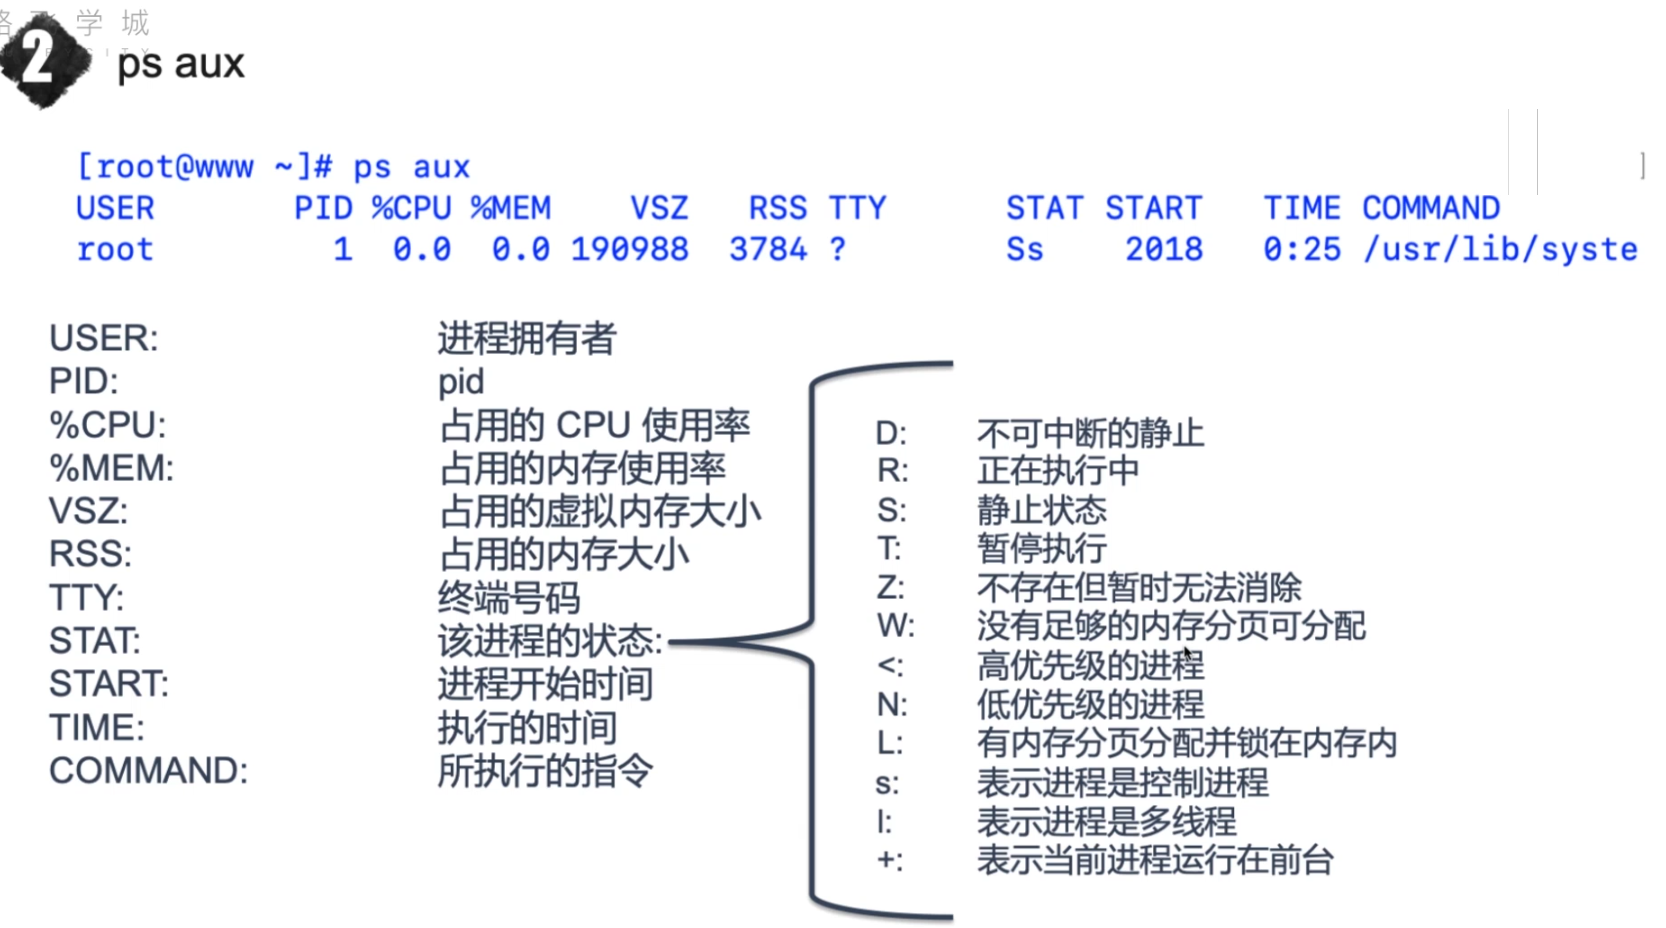 学城
2
ps aux
[root@www ~]# ps aux
]
USER PID %CPU %MEM VSZ RSS TTY STAT START TIME COMMAND
root 1 0.0 0.0 190988 3784 ? Ss 2018 0:25 /usr/lib/syste
USER: 进程拥有者
PID: pid
%CPU: 占用的 CPU 使用率
%MEM: 占用的内存使用率
VSZ: 占用的虚拟内存大小
RSS: 占用的内存大小
TTY: 终端号码
STAT: 该进程的状态:
START: 进程开始时间
TIME: 执行的时间
COMMAND: 所执行的指令
D: 不可中断的静止
R: 正在执行中
S: 静止状态
T: 暂停执行
Z: 不存在但暂时无法消除
W: 没有足够的内存分页可分配
<: 高优先级的进程
N: 低优先级的进程
L: 有内存分页分配并锁在内存内
s: 表示进程是控制进程
l: 表示进程是多线程
+: 表示当前进程运行在前台